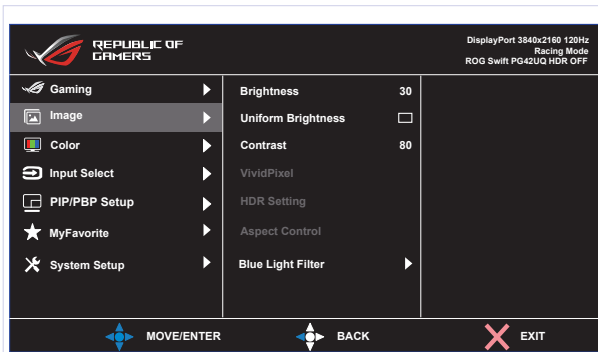 REPUBLIC OF
GAMERS
DisplayPort 3840x2160 120Hz
Racing Mode
ROG Swift PG42UQ HDR OFF
Gaming
Image
Color
Input Select
PIP/PBP Setup
MyFavorite
System Setup
Brightness 30
Uniform Brightness
Contrast 80
VividPixel
HDR Setting
Aspect Control
Blue Light Filter
MOVE/ENTER BACK EXIT